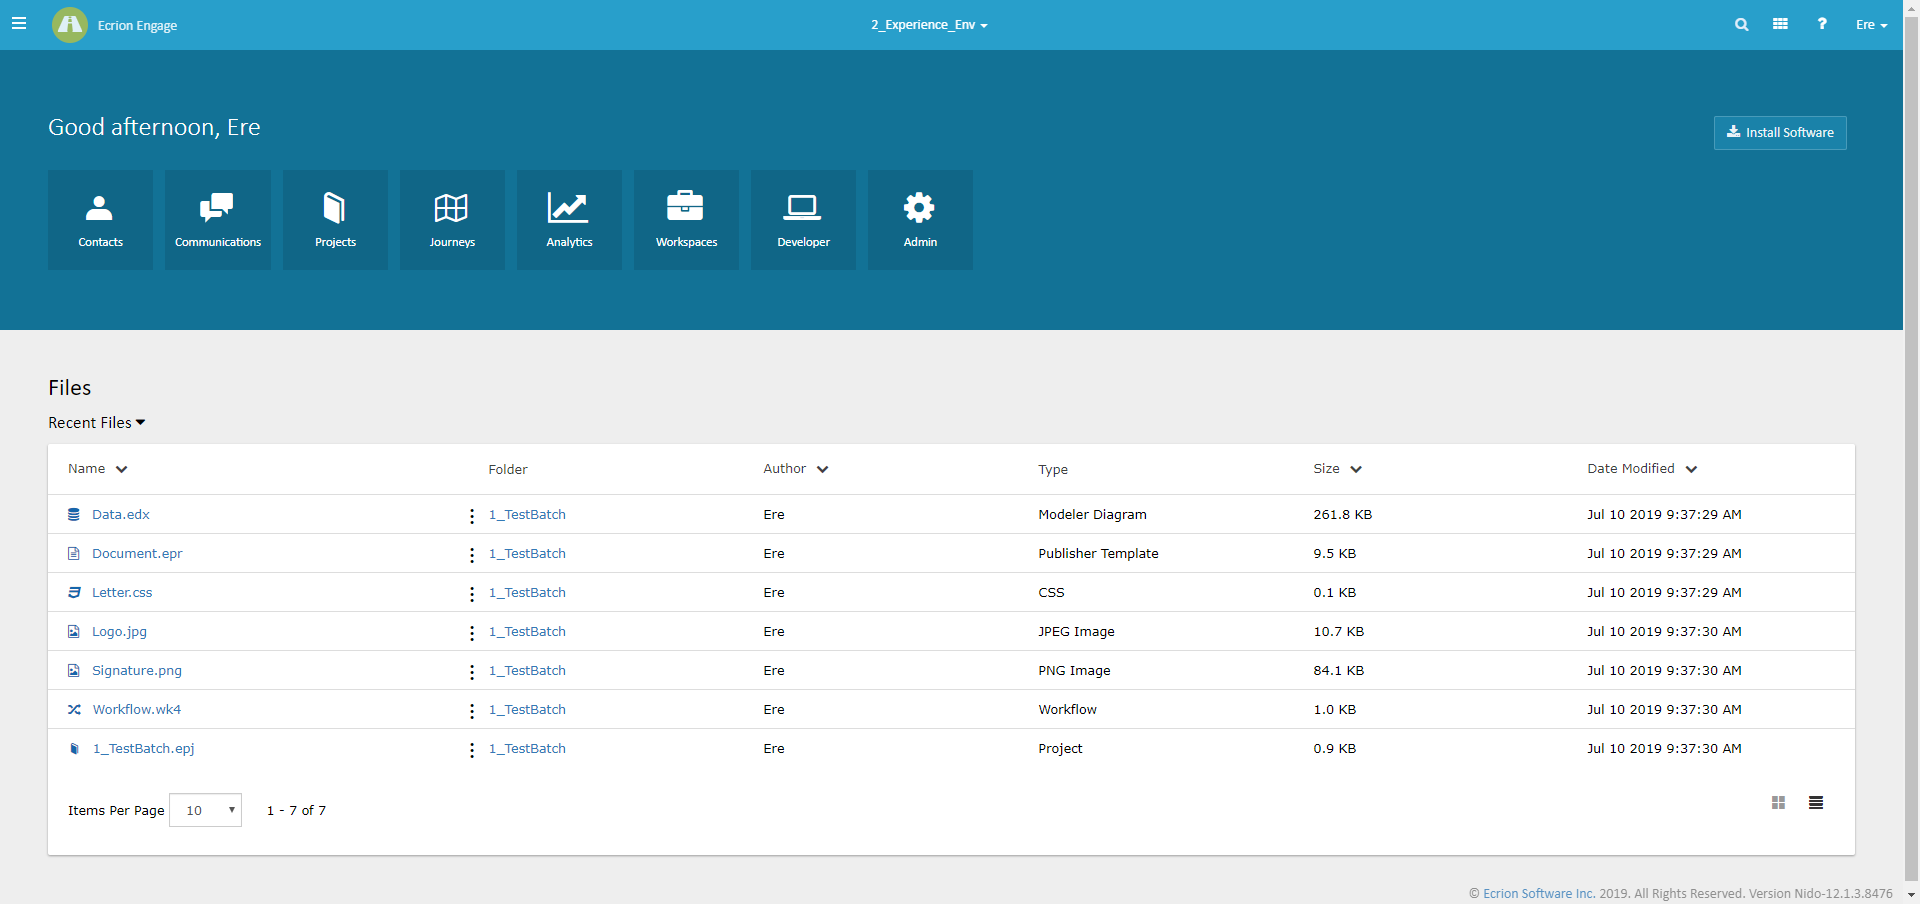 Ecrion Engage 2_Experience_Env ? Ere
Good afternoon, Ere
Install Software
Contacts Communications Projects Journeys Analytics Workspaces Developer Admin
Files
Recent Files
Name Folder Author Type Size Date Modified
Data.edx 1_TestBatch Ere Modeler Diagram 261.8 KB Jul 10 2019 9:37:29 AM
Document.epr 1_TestBatch Ere Publisher Template 9.5 KB Jul 10 2019 9:37:29 AM
Letter.css 1_TestBatch Ere CSS 0.1 KB Jul 10 2019 9:37:29 AM
Logo.jpg 1_TestBatch Ere JPEG Image 10.7 KB Jul 10 2019 9:37:30 AM
Signature.png 1_TestBatch Ere PNG Image 84.1 KB Jul 10 2019 9:37:30 AM
Workflow.wk4 1_TestBatch Ere Workflow 1.0 KB Jul 10 2019 9:37:30 AM
1_TestBatch.epj 1_TestBatch Ere Project 0.9 KB Jul 10 2019 9:37:30 AM
Items Per Page 10 1 - 7 of 7
© Ecrion Software Inc. 2019. All Rights Reserved. Version Nido-12.1.3.8476